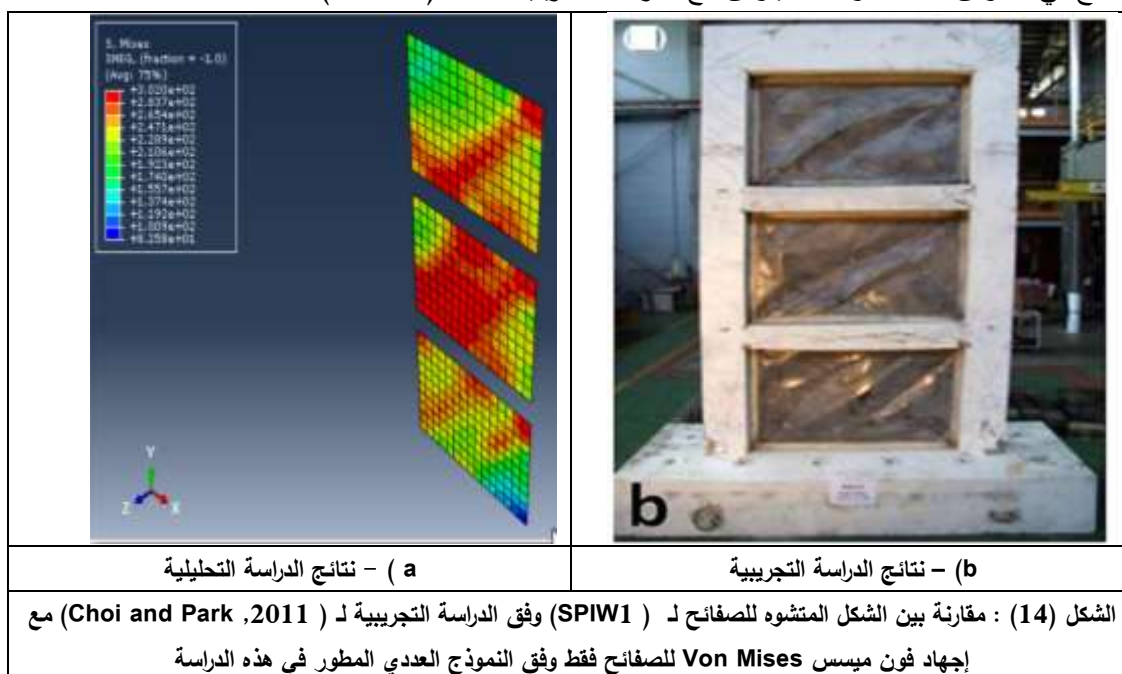 S, Mises
SNEG, (fraction = -1.0)
(Avg: 75%)
+3.020e+02
+2.837e+02
+2.654e+02
+2.471e+02
+2.289e+02
+2.106e+02
+1.923e+02
+1.740e+02
+1.557e+02
+1.374e+02
+1.192e+02
+1.009e+02
+8.258e+01
Y
Z X
b
a ) – نتائج الدراسة التحليلية
b) – نتائج الدراسة التجريبية
الشكل (14) : مقارنة بين الشكل المتشوه للصفائح لـ ( SPIW1) وفق الدراسة التجريبية لـ ( Choi and Park ,2011) مع
إجهاد فون ميسس Von Mises للصفائح فقط وفق النموذج العددي المطور في هذه الدراسة